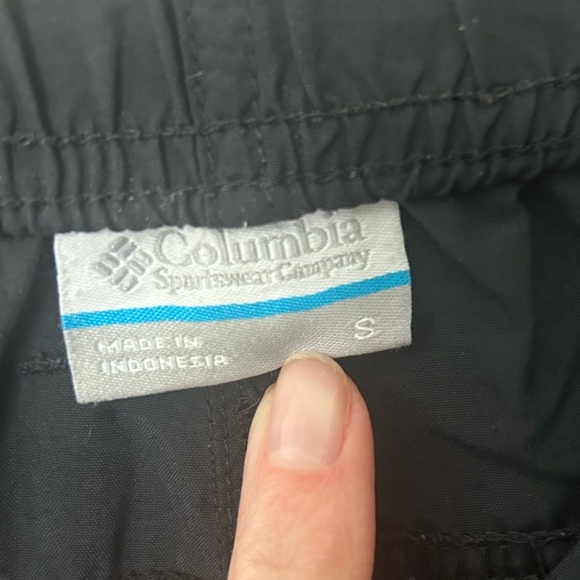 Columbia
Sportswear Company
S
MADE IN
INDONESIA